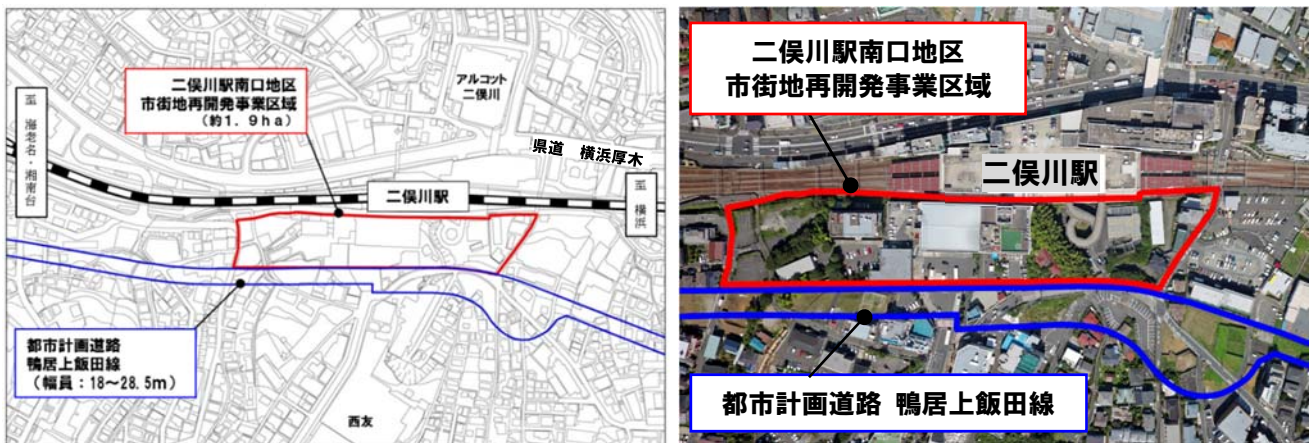 二俣川駅南口地区
市街地再開発事業区域
（約1．9ha）
アルコット
二俣川
至 海老名・湘南台
県道 横浜厚木
二俣川駅
至 横浜
都市計画道路
鴨居上飯田線
（幅員：18～28.5m）
西友
二俣川駅南口地区
市街地再開発事業区域
二俣川駅
都市計画道路 鴨居上飯田線